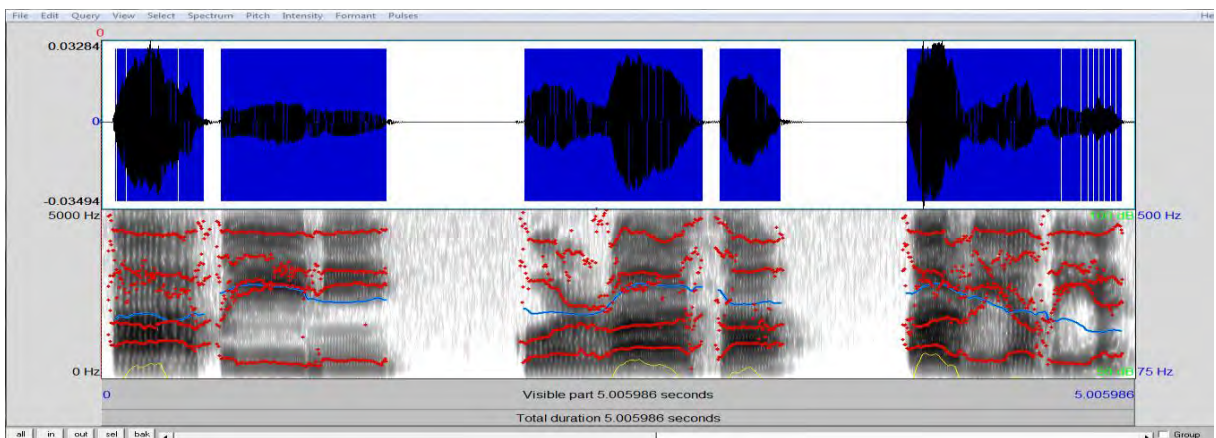 File Edit Query View Select Spectrum Pitch Intensity Formant Pulses He
0
0.03284
0
-0.03494
5000 Hz 100 dB 500 Hz
0 Hz 50 dB 75 Hz
0 Visible part 5.005986 seconds 5.005986
Total duration 5.005986 seconds
all in out sel bak Group